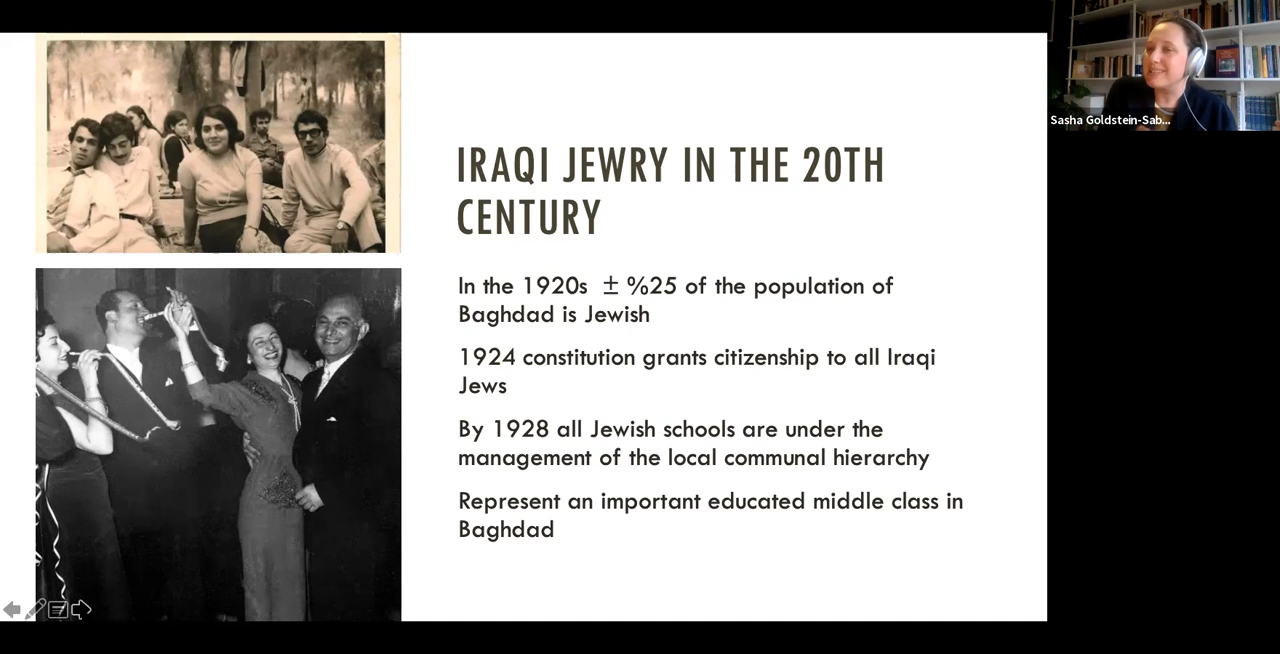 IRAQI JEWRY IN THE 20TH
CENTURY
In the 1920s ± %25 of the population of
Baghdad is Jewish
1924 constitution grants citizenship to all Iraqi
Jews
By 1928 all Jewish schools are under the
management of the local communal hierarchy
Represent an important educated middle class in
Baghdad
Sasha Goldstein-Sab...